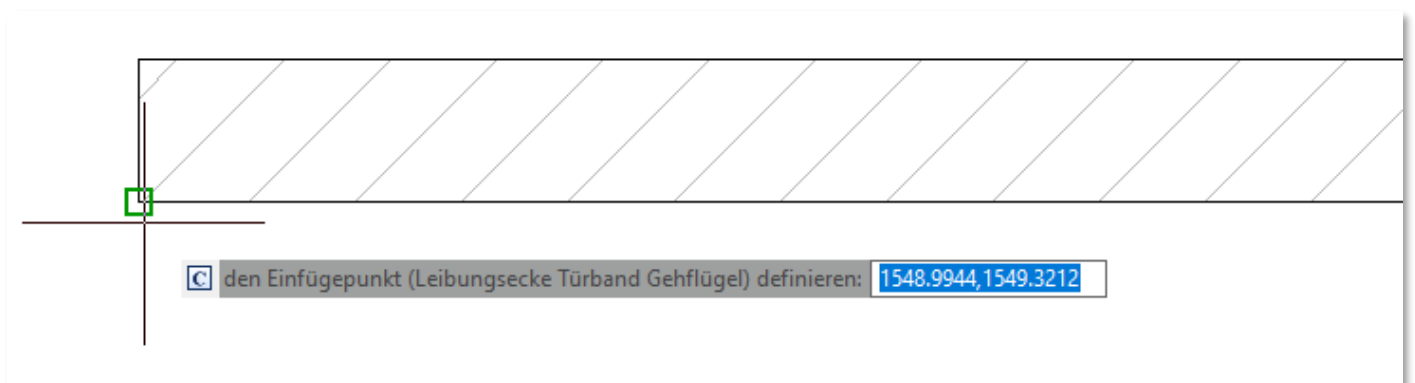 C den Einfügepunkt (Leibungsecke Türband Gehflügel) definieren: 1548.9944,1549.3212